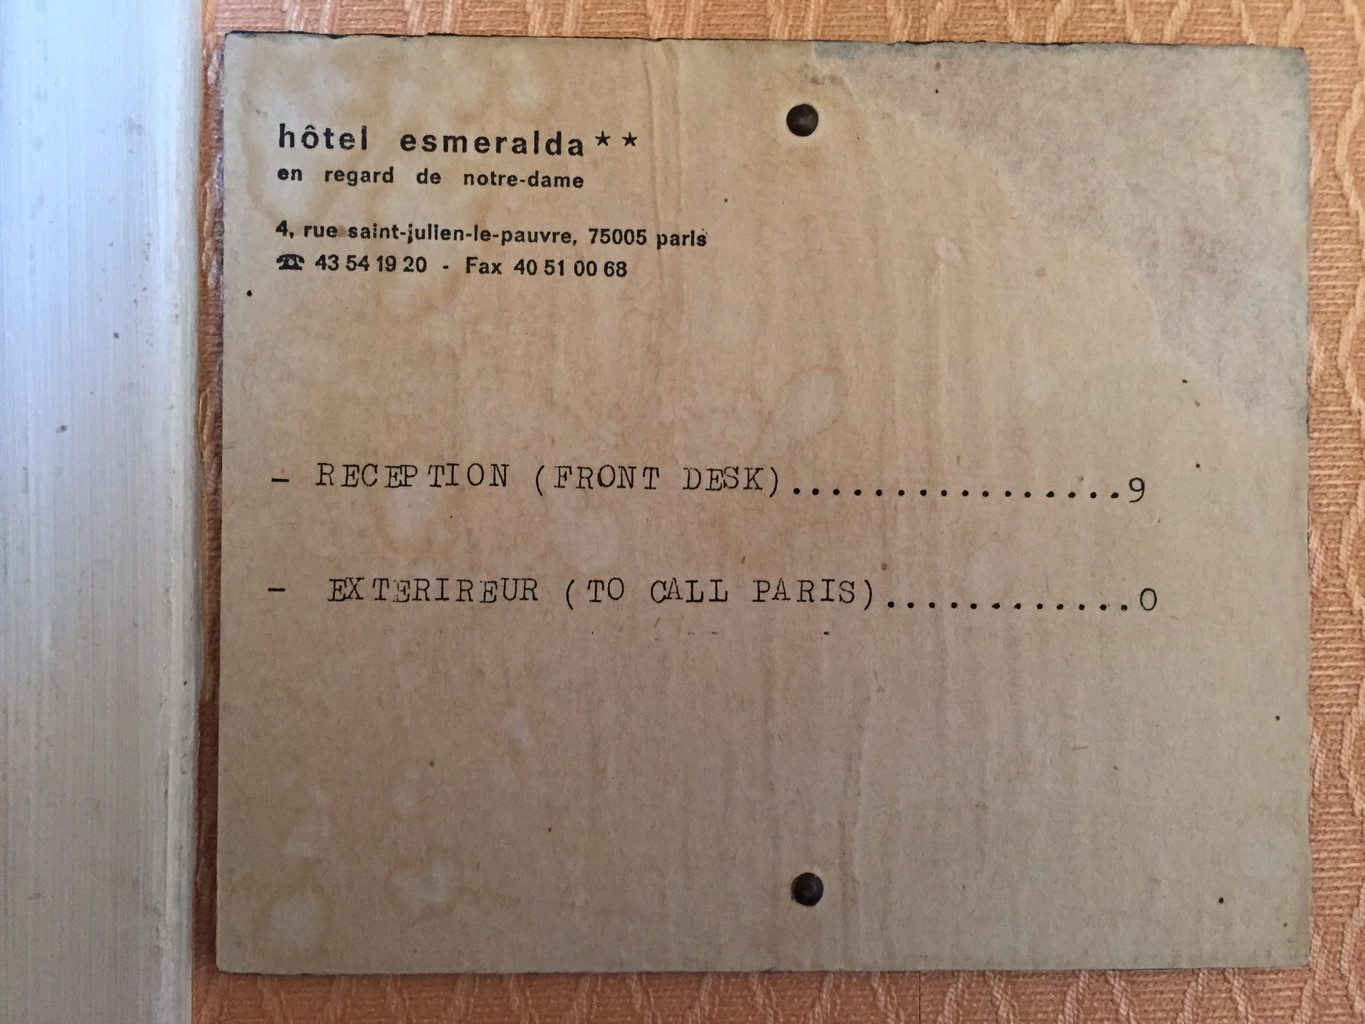 hôtel esmeralda**
en regard de notre-dame
4, rue saint-julien-le-pauvre, 75005 paris
☎ 43 54 19 20 - Fax 40 51 00 68
- RECEPTION (FRONT DESK).................9
- EXTERIREUR (TO CALL PARIS)............0